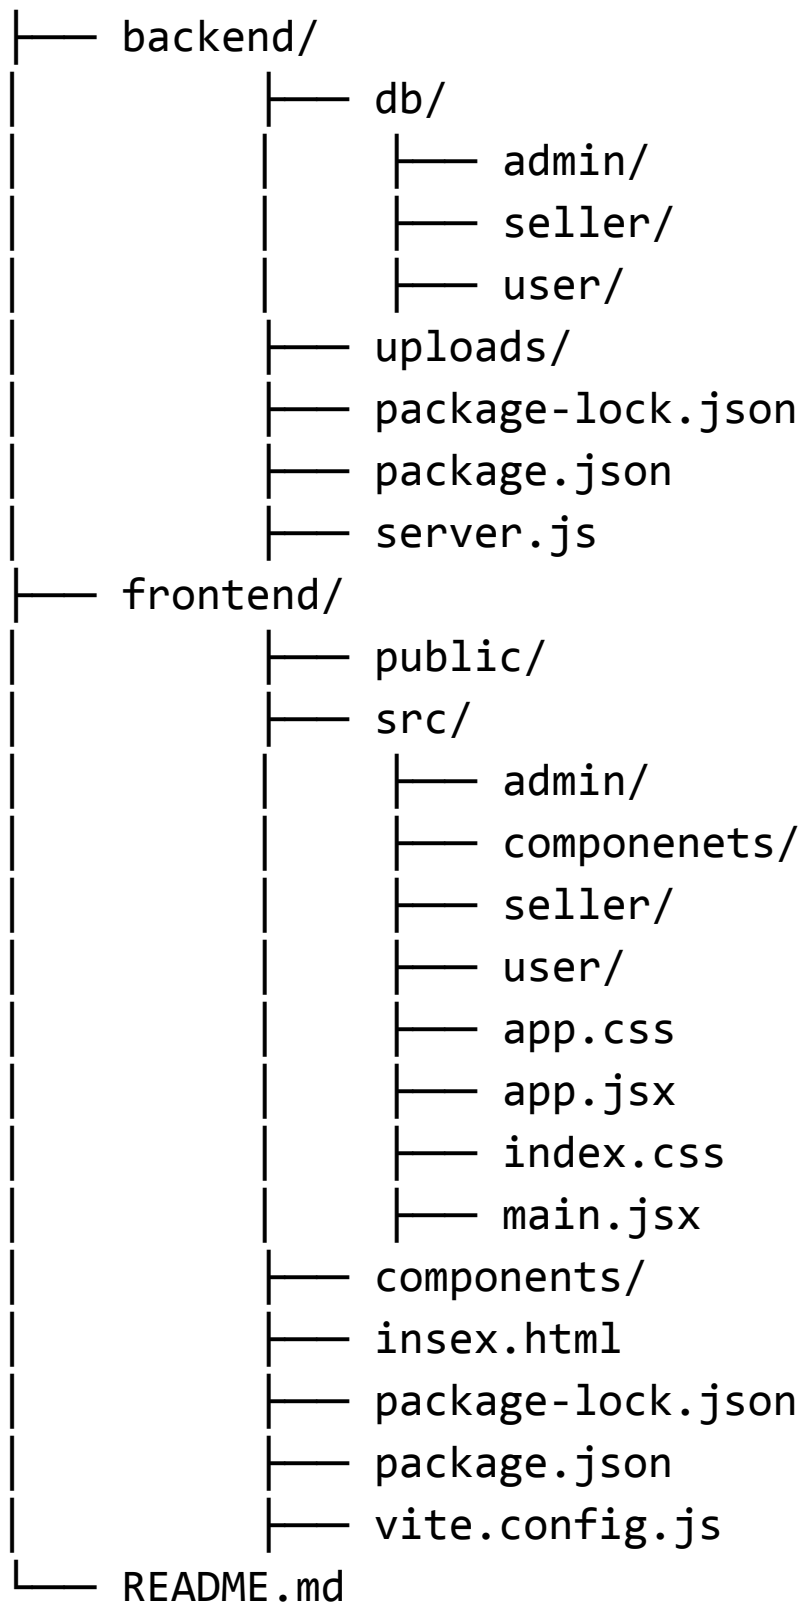 ├── backend/
│   ├── db/
│   │   ├── admin/
│   │   ├── seller/
│   │   ├── user/
│   ├── uploads/
│   ├── package-lock.json
│   ├── package.json
│   ├── server.js
├── frontend/
│   ├── public/
│   ├── src/
│   │   ├── admin/
│   │   ├── componenets/
│   │   ├── seller/
│   │   ├── user/
│   │   ├── app.css
│   │   ├── app.jsx
│   │   ├── index.css
│   │   ├── main.jsx
│   ├── components/
│   ├── insex.html
│   ├── package-lock.json
│   ├── package.json
│   ├── vite.config.js
└── README.md